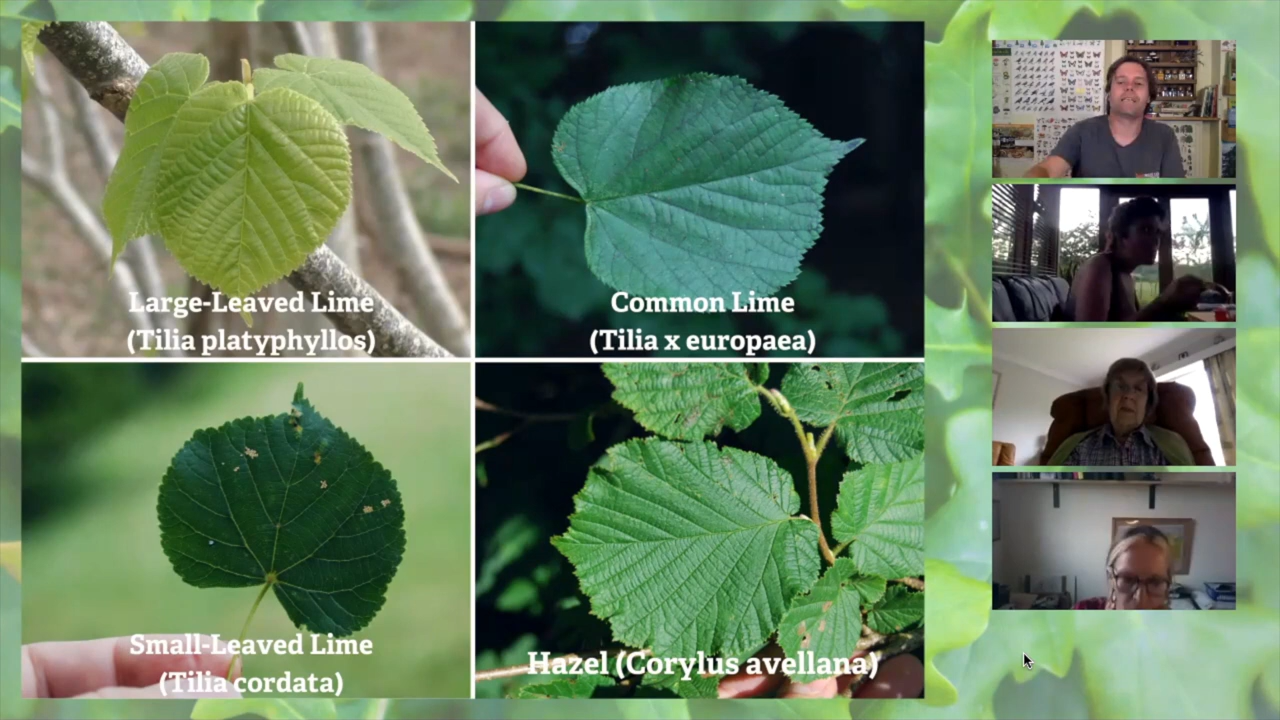 Large-Leaved Lime
(Tilia platyphyllos)
Common Lime
(Tilia x europaea)
Small-Leaved Lime
(Tilia cordata)
Hazel (Corylus avellana)